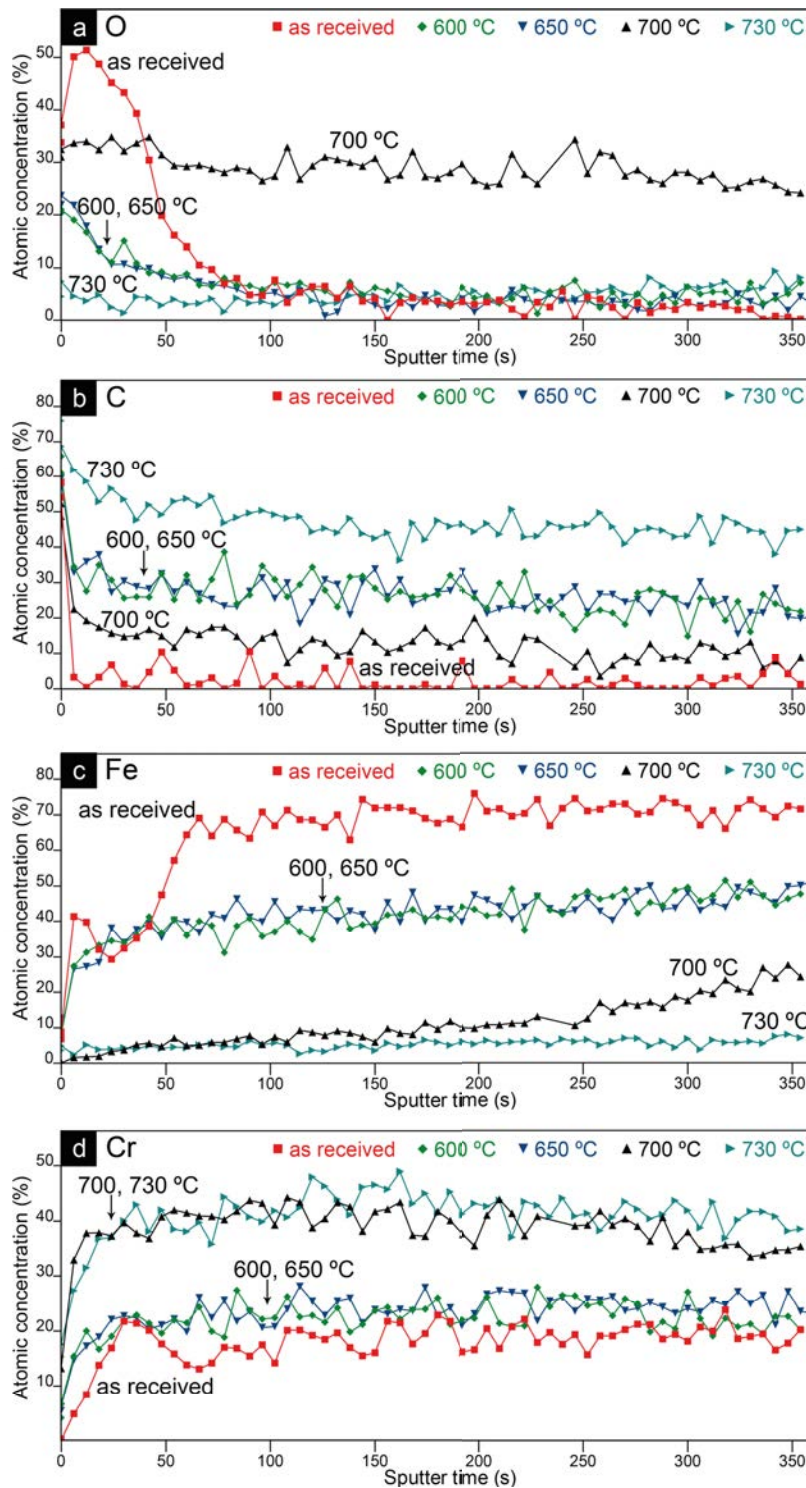 a O
as received 600 ºC 650 ºC 700 ºC 730 ºC
Atomic concentration (%)
50
40
30
20
10
0
as received
700 ºC
600, 650 ºC
730 ºC
0 50 100 150 200 250 300 350
Sputter time (s)
b C
as received 600 ºC 650 ºC 700 ºC 730 ºC
Atomic concentration (%)
80
70
60
50
40
30
20
10
0
730 ºC
600, 650 ºC
700 ºC
as received
0 50 100 150 200 250 300 350
Sputter time (s)
c Fe
as received 600 ºC 650 ºC 700 ºC 730 ºC
Atomic concentration (%)
80
70
60
50
40
30
20
10
0
as received
600, 650 ºC
700 ºC
730 ºC
0 50 100 150 200 250 300 350
Sputter time (s)
d Cr
as received 600 ºC 650 ºC 700 ºC 730 ºC
Atomic concentration (%)
50
40
30
20
10
700, 730 ºC
600, 650 ºC
as received
0 50 100 150 200 250 300 350
Sputter time (s)